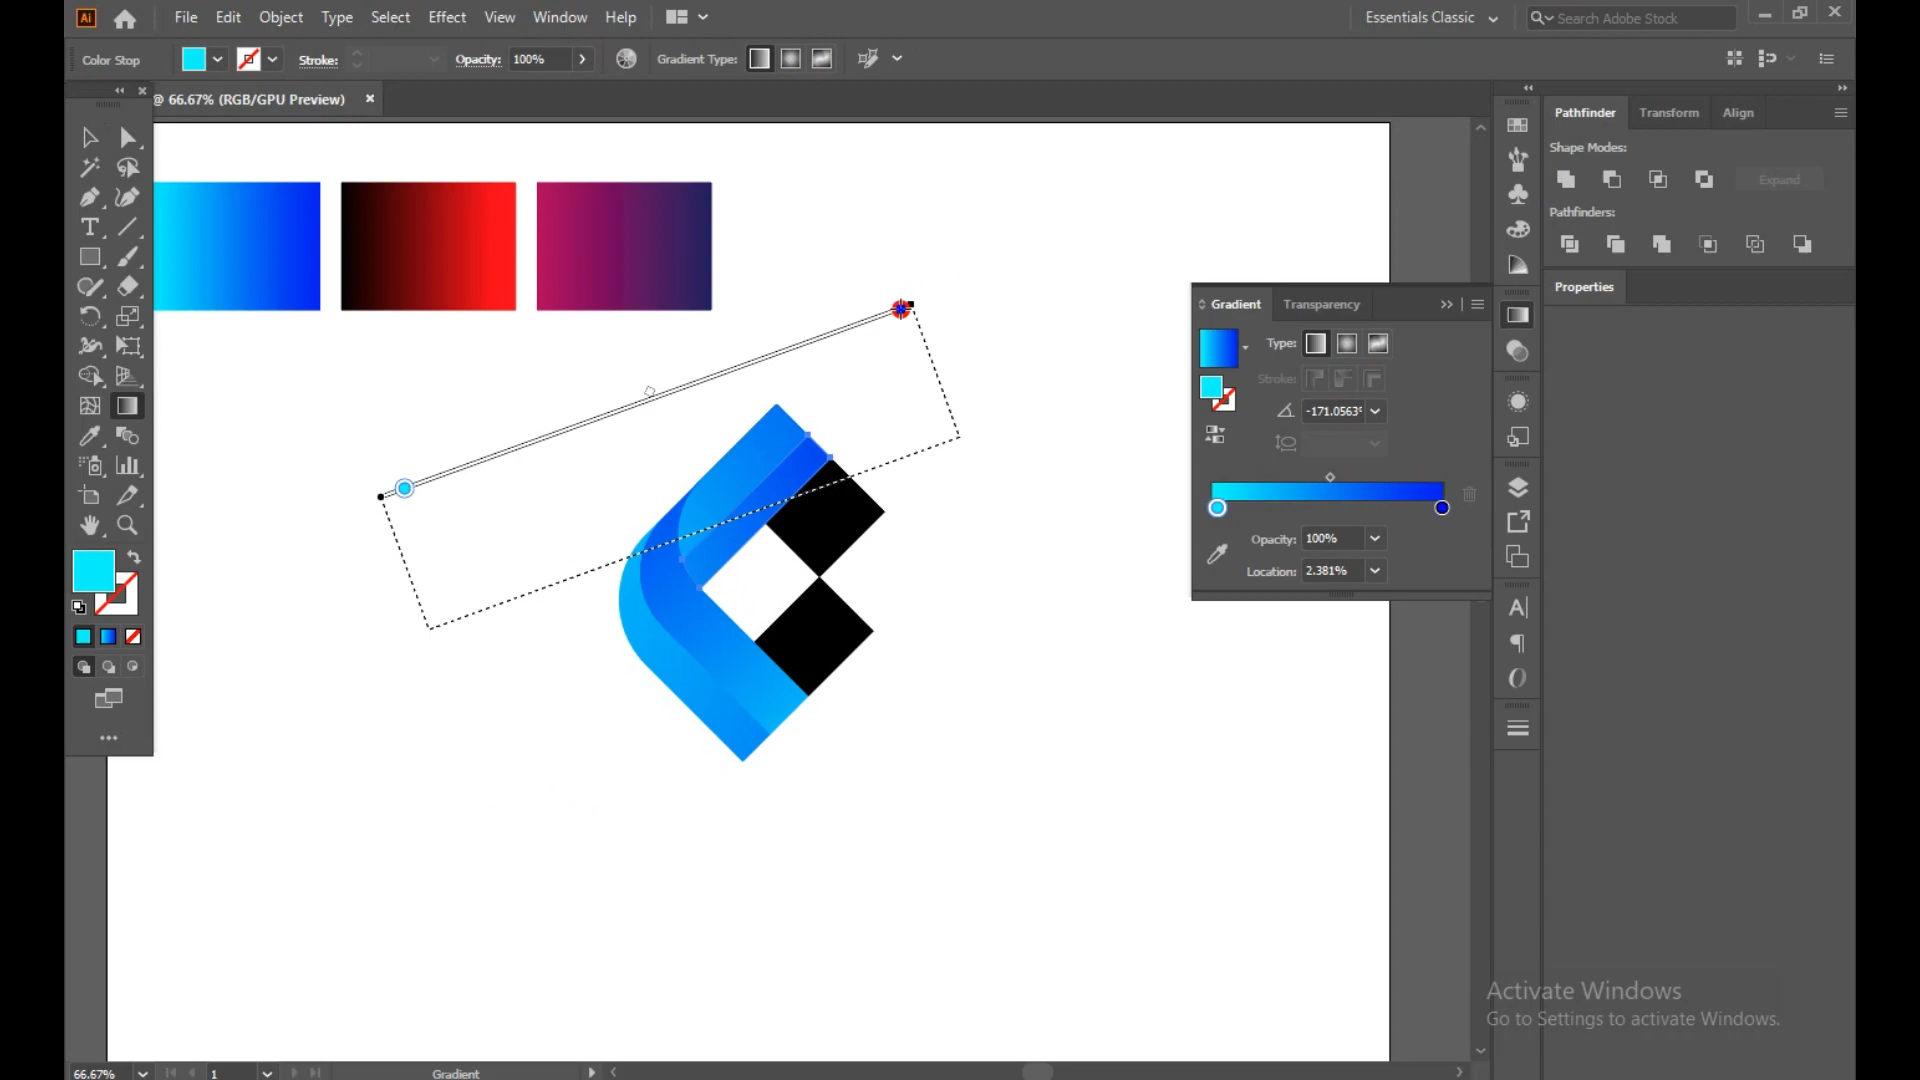 Ai File Edit Object Type Select Effect View Window Help Essentials Classic Search Adobe Stock
Color Stop Stroke: Opacity: 100% Gradient Type:
@ 66.67% (RGB/GPU Preview)
Pathfinder Transform Align
Shape Modes:
Expand
Pathfinders:
Properties
Gradient Transparency
Type:
Stroke:
-171.0563°
Opacity: 100%
Location: 2.381%
Activate Windows
Go to Settings to activate Windows.
66.67% 1 Gradient